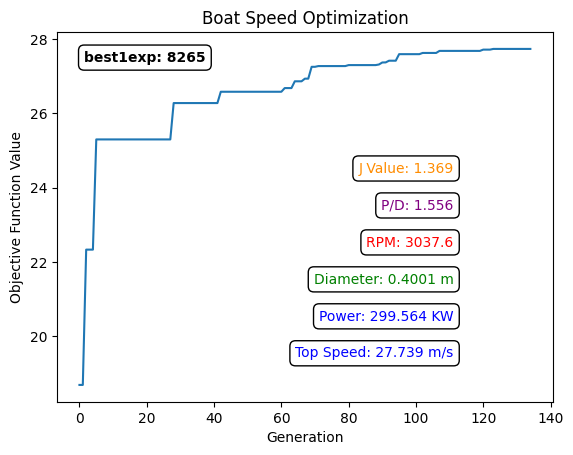 Boat Speed Optimization
28
best1exp: 8265
26
Objective Function Value
24
J Value: 1.369
P/D: 1.556
RPM: 3037.6
22
Diameter: 0.4001 m
Power: 299.564 KW
20
Top Speed: 27.739 m/s
0 20 40 60 80 100 120 140
Generation